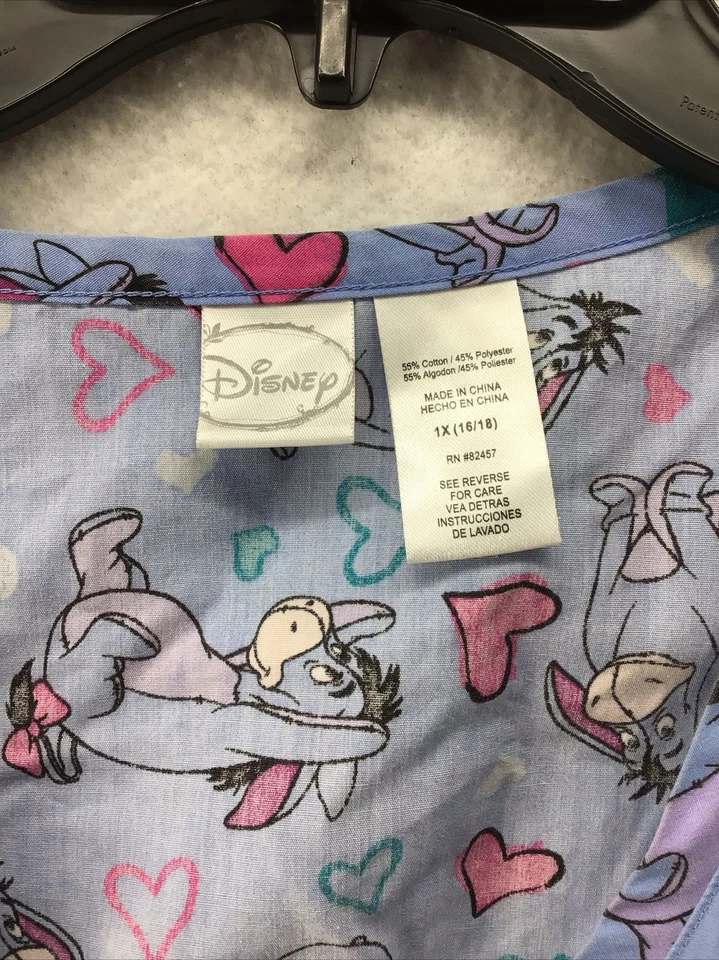 Patent
DISNEY
55% Cotton / 45% Polyester
55% Algodon /45% Poliester
MADE IN CHINA
HECHO EN CHINA
1X (16/18)
RN #82457
SEE REVERSE
FOR CARE
VEA DETRAS
INSTRUCCIONES
DE LAVADO